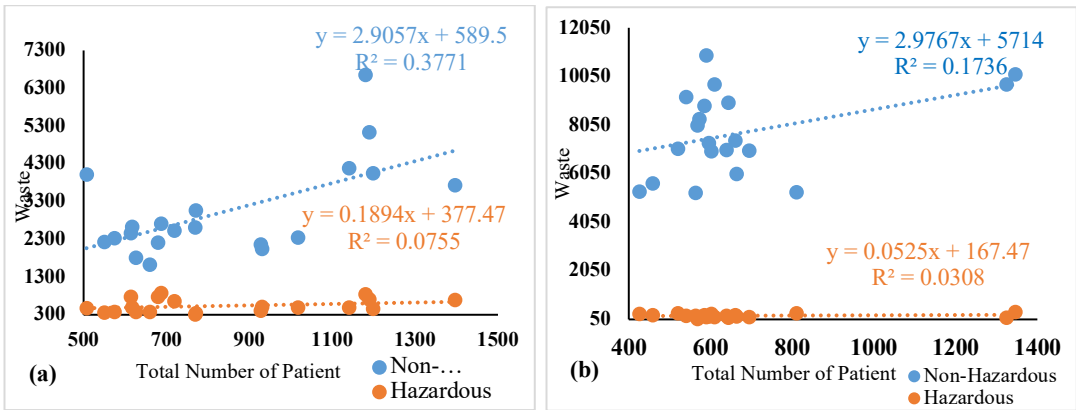 y = 2.9057x + 589.5
R² = 0.3771
7300
6300
5300
4300
3300
2300
1300
300
Waste
y = 0.1894x + 377.47
R² = 0.0755
500
700
900
1100
1300
1500
(a)
Total Number of Patient
Non-…
Hazardous
12050
10050
8050
6050
4050
2050
50
Waste
y = 2.9767x + 5714
R² = 0.1736
y = 0.0525x + 167.47
R² = 0.0308
400
600
800
1000
1200
1400
(b)
Total Number of Patient
Non-Hazardous
Hazardous